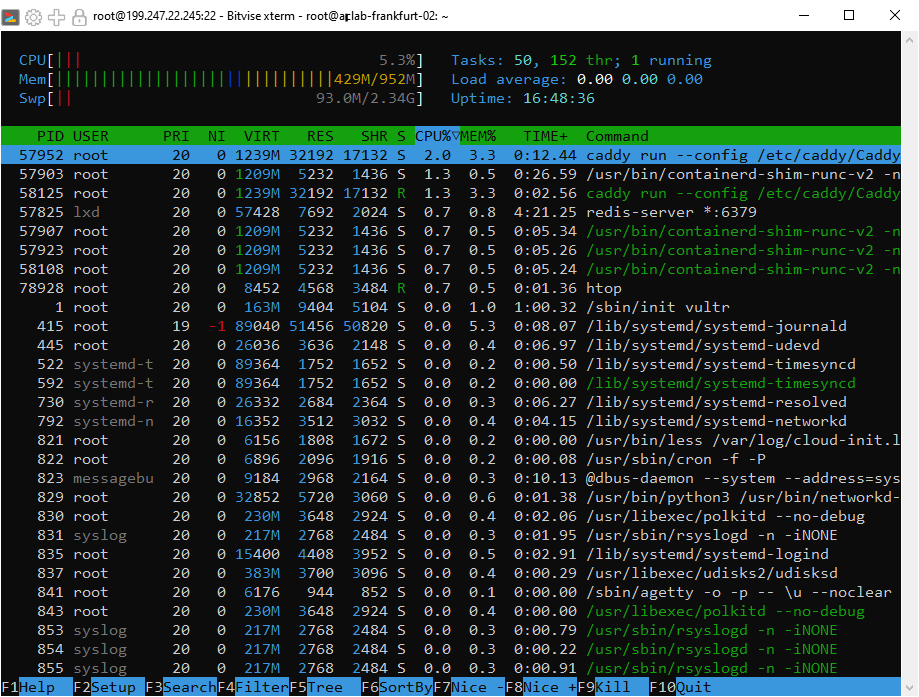 root@199.247.22.245:22 - Bitvise xterm - root@aplab-frankfurt-02: ~
CPU[||| 5.3%] Tasks: 50, 152 thr; 1 running
Mem[||||||||||||||||||||||||||||||429M/952M] Load average: 0.00 0.00 0.00
Swp[|| 93.0M/2.34G] Uptime: 16:48:36
PID USER PRI NI VIRT RES SHR S CPU%▽MEM% TIME+ Command
57952 root 20 0 1239M 32192 17132 S 2.0 3.3 0:12.44 caddy run --config /etc/caddy/Caddy
57903 root 20 0 1209M 5232 1436 S 1.3 0.5 0:26.59 /usr/bin/containerd-shim-runc-v2 -n
58125 root 20 0 1239M 32192 17132 R 1.3 3.3 0:02.56 caddy run --config /etc/caddy/Caddy
57825 lxd 20 0 57428 7692 2024 S 0.7 0.8 4:21.25 redis-server *:6379
57907 root 20 0 1209M 5232 1436 S 0.7 0.5 0:05.34 /usr/bin/containerd-shim-runc-v2 -n
57923 root 20 0 1209M 5232 1436 S 0.7 0.5 0:05.26 /usr/bin/containerd-shim-runc-v2 -n
58108 root 20 0 1209M 5232 1436 S 0.7 0.5 0:05.24 /usr/bin/containerd-shim-runc-v2 -n
78928 root 20 0 8452 4568 3484 R 0.7 0.5 0:01.36 htop
1 root 20 0 163M 9404 5104 S 0.0 1.0 1:00.32 /sbin/init vultr
415 root 19 -1 89040 51456 50820 S 0.0 5.3 0:08.07 /lib/systemd/systemd-journald
445 root 20 0 26036 3636 2148 S 0.0 0.4 0:06.97 /lib/systemd/systemd-udevd
522 systemd-t 20 0 89364 1752 1652 S 0.0 0.2 0:00.50 /lib/systemd/systemd-timesyncd
592 systemd-t 20 0 89364 1752 1652 S 0.0 0.2 0:00.00 /lib/systemd/systemd-timesyncd
730 systemd-r 20 0 26332 2684 2364 S 0.0 0.3 0:06.27 /lib/systemd/systemd-resolved
792 systemd-n 20 0 16352 3512 3032 S 0.0 0.4 0:04.15 /lib/systemd/systemd-networkd
821 root 20 0 6156 1808 1672 S 0.0 0.2 0:00.00 /usr/bin/less /var/log/cloud-init.l
822 root 20 0 6896 2096 1916 S 0.0 0.2 0:00.08 /usr/sbin/cron -f -P
823 messagebu 20 0 9184 2968 2164 S 0.0 0.3 0:10.13 @dbus-daemon --system --address=sys
829 root 20 0 32852 5720 3060 S 0.0 0.6 0:01.38 /usr/bin/python3 /usr/bin/networkd-
830 root 20 0 230M 3648 2924 S 0.0 0.4 0:02.06 /usr/libexec/polkitd --no-debug
831 syslog 20 0 217M 2768 2484 S 0.0 0.3 0:01.95 /usr/sbin/rsyslogd -n -iNONE
835 root 20 0 15400 4408 3952 S 0.0 0.5 0:02.91 /lib/systemd/systemd-logind
837 root 20 0 383M 3700 3096 S 0.0 0.4 0:00.29 /usr/libexec/udisks2/udisksd
841 root 20 0 6176 944 852 S 0.0 0.1 0:00.00 /sbin/agetty -o -p -- \u --noclear
843 root 20 0 230M 3648 2924 S 0.0 0.4 0:00.00 /usr/libexec/polkitd --no-debug
853 syslog 20 0 217M 2768 2484 S 0.0 0.3 0:00.79 /usr/sbin/rsyslogd -n -iNONE
854 syslog 20 0 217M 2768 2484 S 0.0 0.3 0:00.22 /usr/sbin/rsyslogd -n -iNONE
855 syslog 20 0 217M 2768 2484 S 0.0 0.3 0:00.91 /usr/sbin/rsyslogd -n -iNONE
F1Help F2Setup F3SearchF4FilterF5Tree F6SortByF7Nice -F8Nice +F9Kill F10Quit